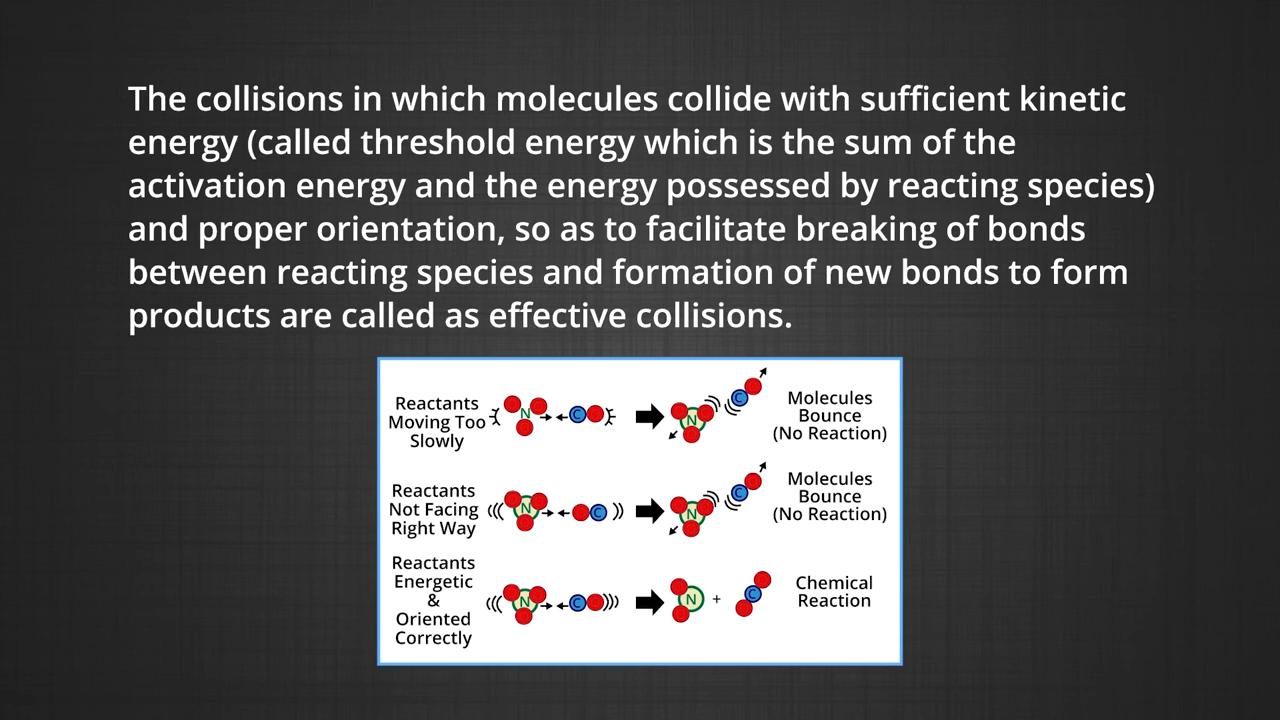 The collisions in which molecules collide with sufficient kinetic
energy (called threshold energy which is the sum of the
activation energy and the energy possessed by reacting species)
and proper orientation, so as to facilitate breaking of bonds
between reacting species and formation of new bonds to form
products are called as effective collisions.
Reactants
Moving Too
Slowly
N
C
N
C
Molecules
Bounce
(No Reaction)
Reactants
Not Facing
Right Way
N
C
N
C
Molecules
Bounce
(No Reaction)
Reactants
Energetic
&
Oriented
Correctly
N
C
N
+
C
Chemical
Reaction